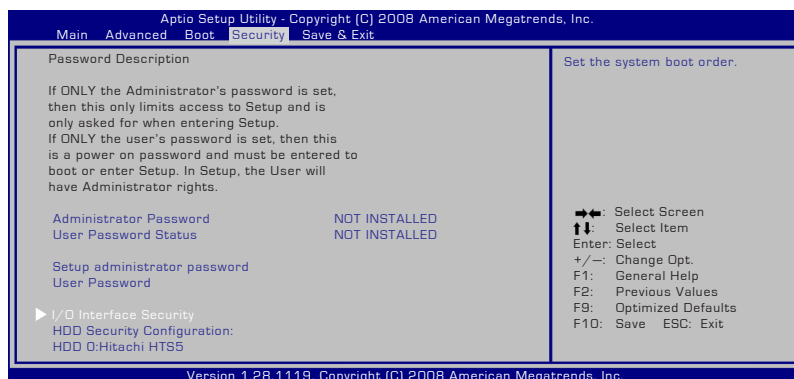 Aptio Setup Utility - Copyright (C) 2008 American Megatrends, Inc.
Main Advanced Boot Security Save & Exit
Password Description
If ONLY the Administrator's password is set,
then this only limits access to Setup and is
only asked for when entering Setup.
If ONLY the user's password is set, then this
is a power on password and must be entered to
boot or enter Setup. In Setup, the User will
have Administrator rights.
Administrator Password NOT INSTALLED
User Password Status NOT INSTALLED
Setup administrator password
User Password
I/O Interface Security
HDD Security Configuration:
HDD 0:Hitachi HTS5
Set the system boot order.
→←: Select Screen
↑↓: Select Item
Enter: Select
+/—: Change Opt.
F1: General Help
F2: Previous Values
F9: Optimized Defaults
F10: Save ESC: Exit
Version 1.28.1119. Copyright (C) 2008 American Megatrends, Inc.